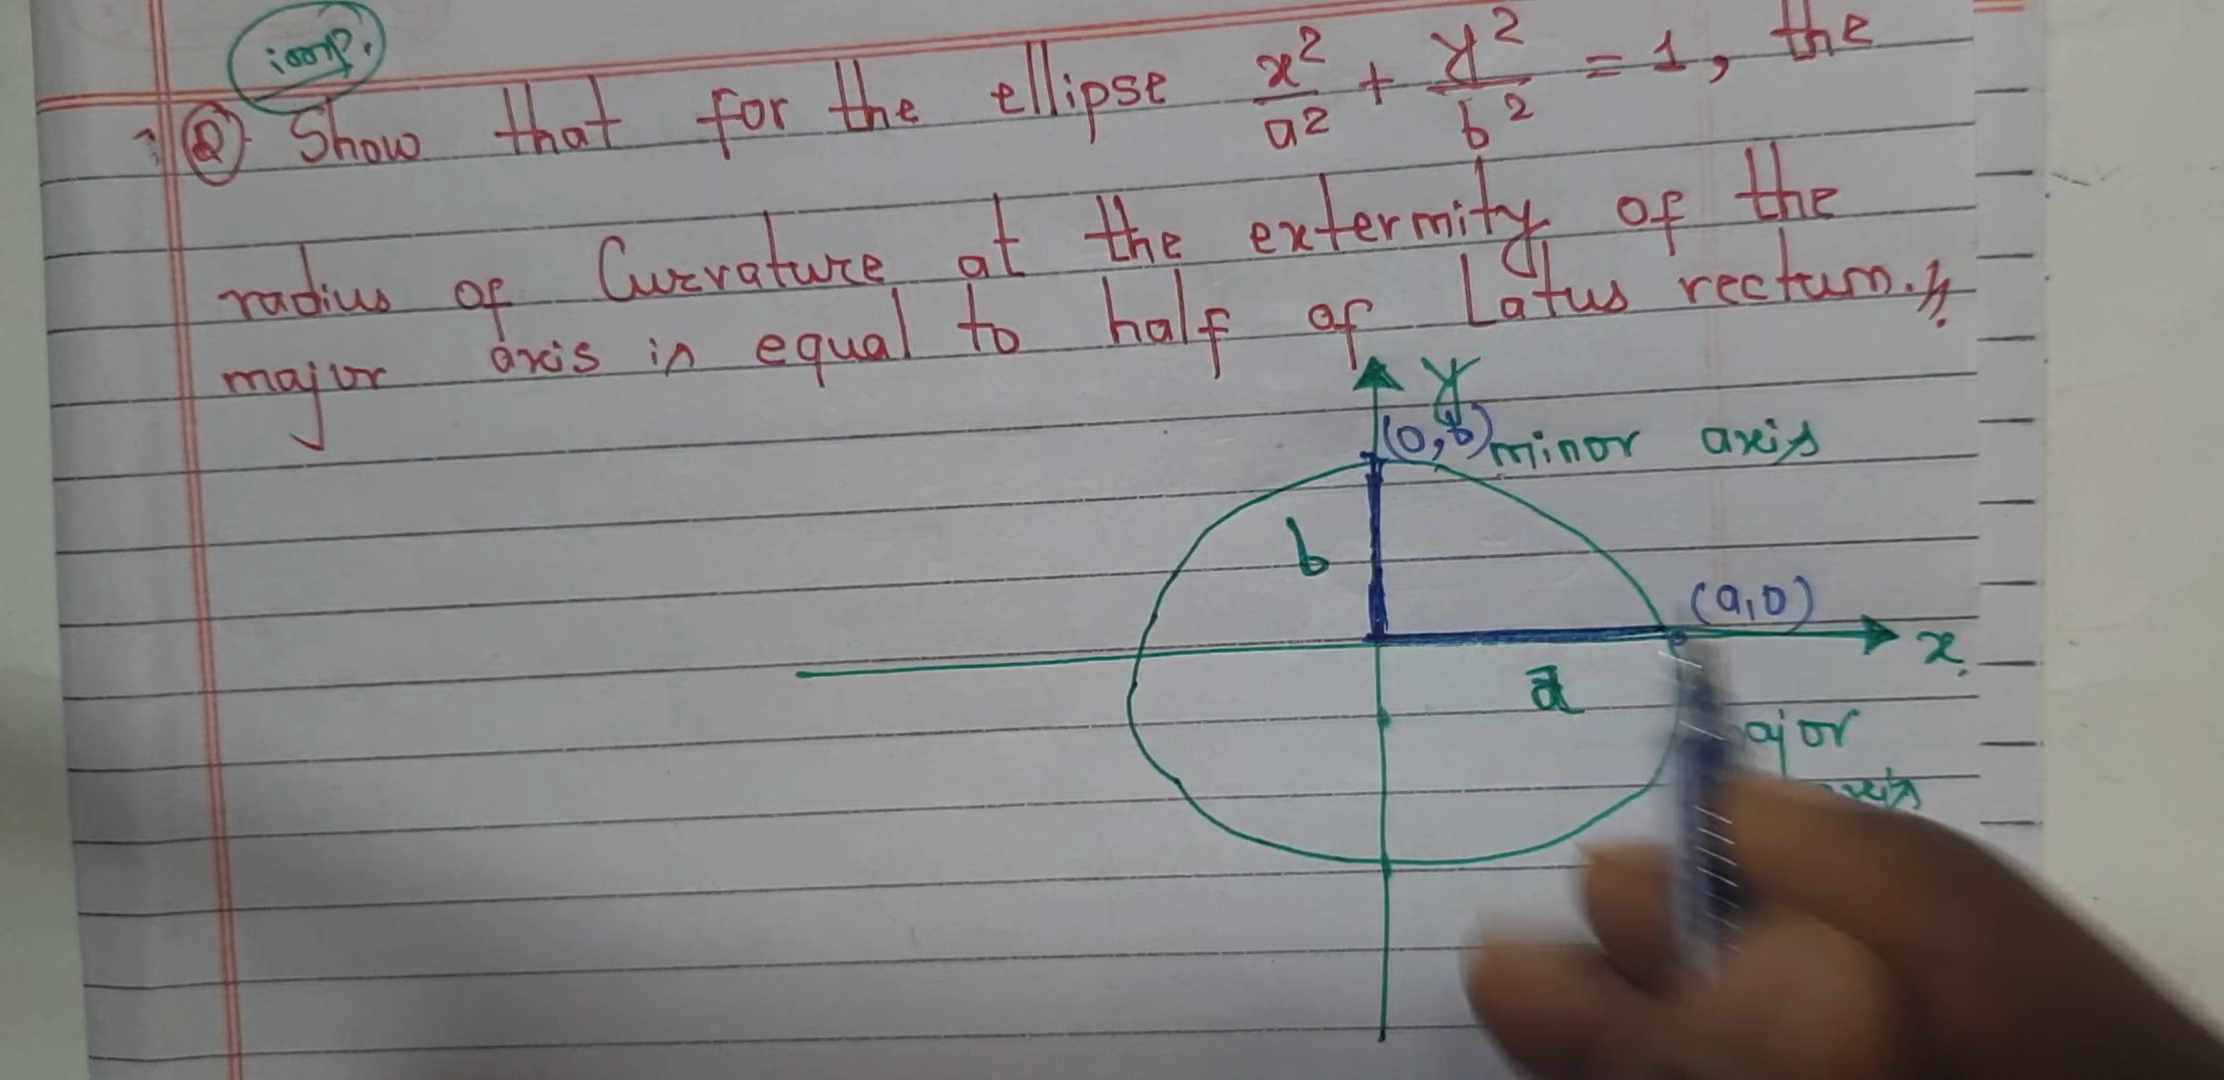 imp.
Q. Show that for the ellipse x²/a² + y²/b² = 1, the
radius of Curvature at the extermity of the
major axis is equal to half of Latus rectum.
y
(0,b) minor axis
b
(a,0)
x
a
ajor